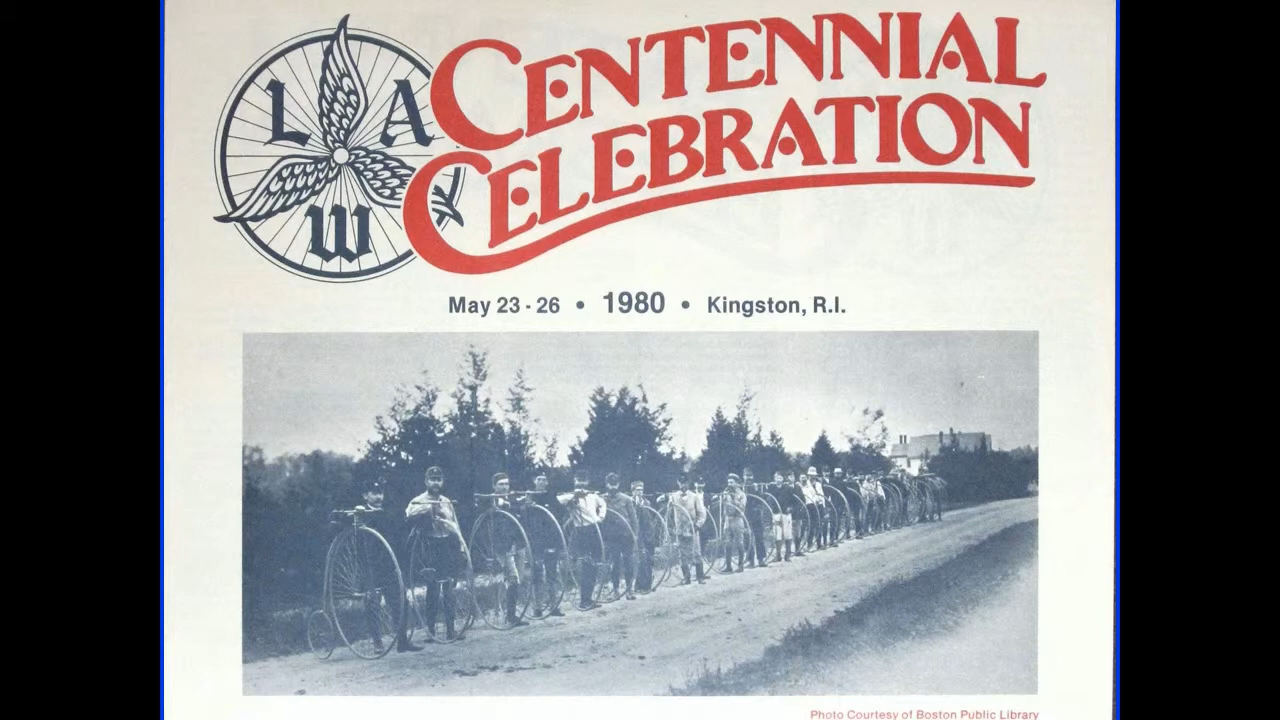 L A W
CENTENNIAL
CELEBRATION
May 23 - 26 • 1980 • Kingston, R.I.
Photo Courtesy of Boston Public Library